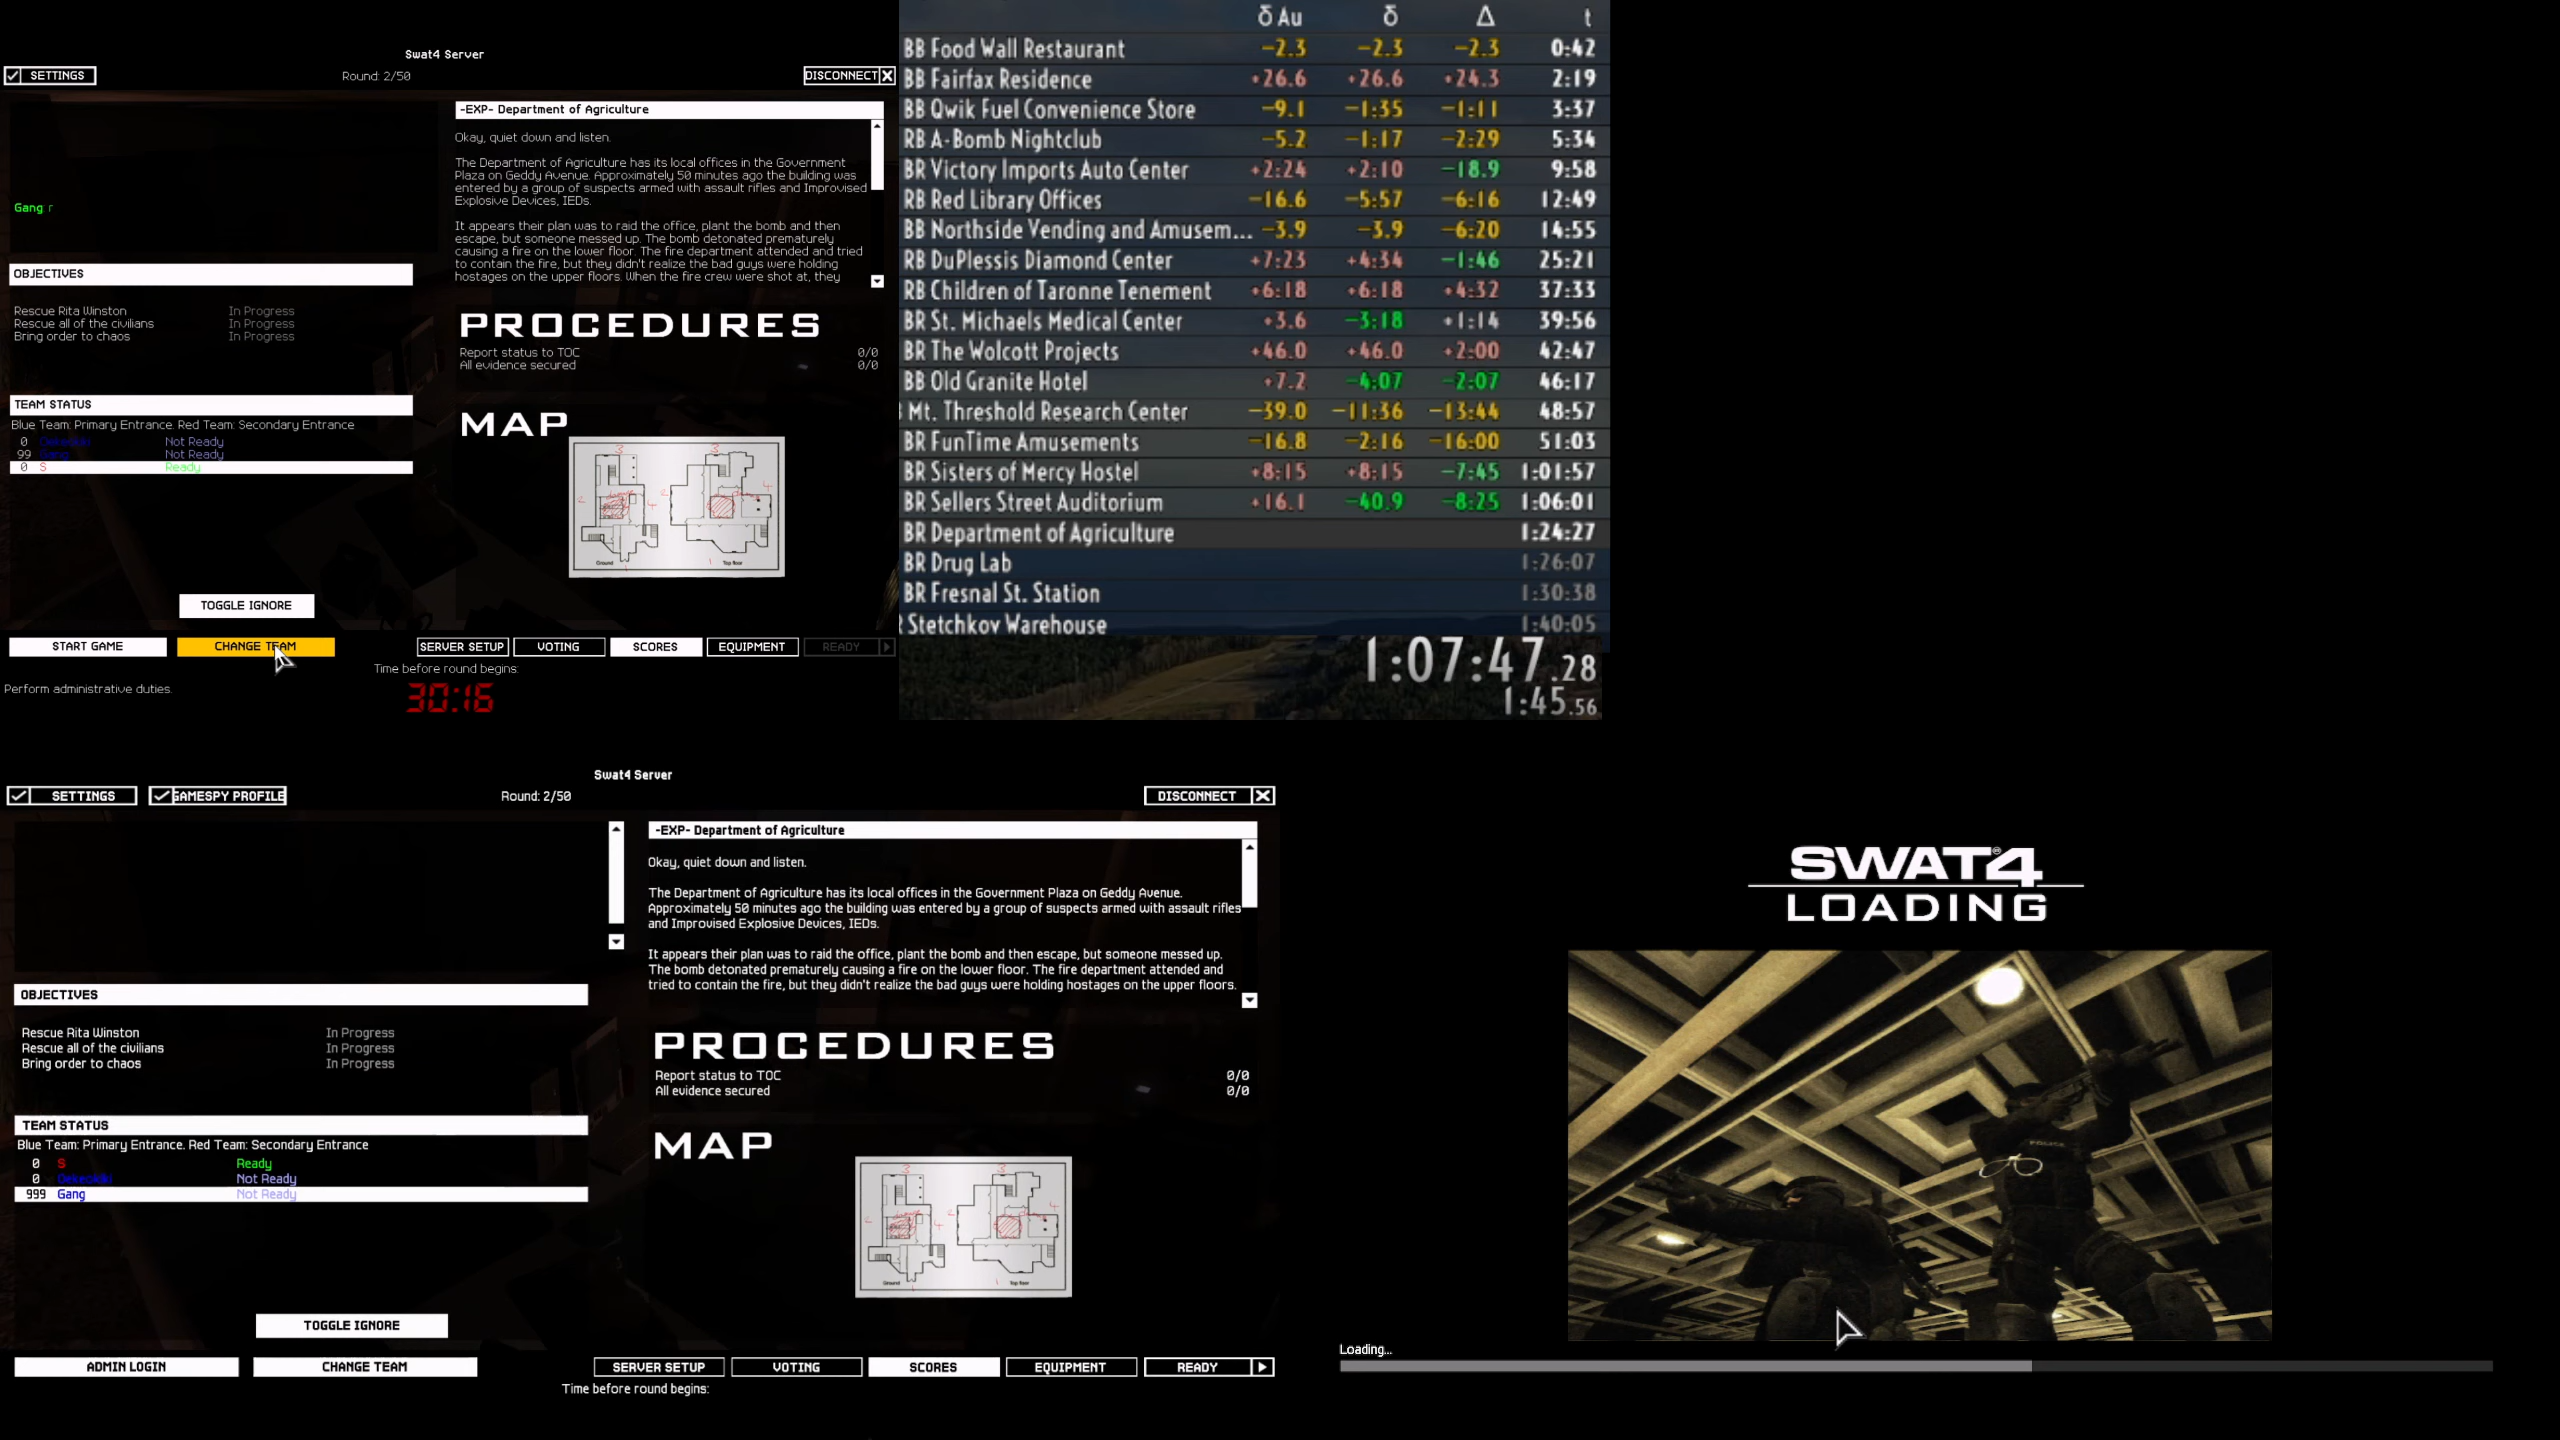 Swat4 Server
SETTINGS
Round: 2/50
DISCONNECT
-EXP- Department of Agriculture
Okay, quiet down and listen.
The Department of Agriculture has its local offices in the Government
Plaza on Geddy Avenue. Approximately 50 minutes ago the building was
entered by a group of suspects armed with assault rifles and Improvised
Explosive Devices, IEDs.
It appears their plan was to raid the office, plant the bomb and then
escape, but someone messed up. The bomb detonated prematurely
causing a fire on the lower floor. The fire department attended and tried
to contain the fire, but they didn't realize the bad guys were holding
hostages on the upper floors. When the fire crew were shot at, they
Gang r
OBJECTIVES
Rescue Rita Winston In Progress
Rescue all of the civilians In Progress
Bring order to chaos In Progress
PROCEDURES
Report status to TOC 0/0
All evidence secured 0/0
TEAM STATUS
Blue Team: Primary Entrance. Red Team: Secondary Entrance
0 Not Ready
99 Gang Not Ready
0 S Ready
MAP
Ground Top floor
TOGGLE IGNORE
START GAME
CHANGE TEAM
SERVER SETUP
VOTING
SCORES
EQUIPMENT
READY
Time before round begins:
30:16
Perform administrative duties.
δ Au δ Δ t
BB Food Wall Restaurant −2.3 −2.3 −2.3 0:42
BB Fairfax Residence +26.6 +26.6 +24.3 2:19
BB Qwik Fuel Convenience Store −9.1 −1:35 −1:11 3:37
RB A-Bomb Nightclub −5.2 −1:17 −2:29 5:34
BR Victory Imports Auto Center +2:24 +2:10 −18.9 9:58
RB Red Library Offices −16.6 −5:57 −6:16 12:49
BB Northside Vending and Amusem... −3.9 −3.9 −6:20 14:55
RB DuPlessis Diamond Center +7:23 +4:34 −1:46 25:21
RB Children of Taronne Tenement +6:18 +6:18 +4:32 37:33
BR St. Michaels Medical Center +3.6 −3:18 +1:14 39:56
BR The Wolcott Projects +46.0 +46.0 +2:00 42:47
BB Old Granite Hotel +7.2 −4:07 −2:07 46:17
Mt. Threshold Research Center −39.0 −11:36 −13:44 48:57
BR FunTime Amusements −16.8 −2:16 −16:00 51:03
BR Sisters of Mercy Hostel +8:15 +8:15 −7:45 1:01:57
BR Sellers Street Auditorium +16.1 −40.9 −8:25 1:06:01
BR Department of Agriculture 1:24:27
BR Drug Lab 1:26:07
BR Fresnal St. Station 1:30:38
Stetchkov Warehouse 1:40:05
1:07:47.28
1:45.56
Swat4 Server
SETTINGS
GAMESPY PROFILE
Round: 2/50
DISCONNECT
-EXP- Department of Agriculture
Okay, quiet down and listen.
The Department of Agriculture has its local offices in the Government Plaza on Geddy Avenue.
Approximately 50 minutes ago the building was entered by a group of suspects armed with assault rifles
and Improvised Explosive Devices, IEDs.
It appears their plan was to raid the office, plant the bomb and then escape, but someone messed up.
The bomb detonated prematurely causing a fire on the lower floor. The fire department attended and
tried to contain the fire, but they didn't realize the bad guys were holding hostages on the upper floors.
OBJECTIVES
Rescue Rita Winston In Progress
Rescue all of the civilians In Progress
Bring order to chaos In Progress
PROCEDURES
Report status to TOC 0/0
All evidence secured 0/0
TEAM STATUS
Blue Team: Primary Entrance. Red Team: Secondary Entrance
0 S Ready
0 Not Ready
999 Gang Not Ready
MAP
Ground Top floor
TOGGLE IGNORE
ADMIN LOGIN
CHANGE TEAM
SERVER SETUP
VOTING
SCORES
EQUIPMENT
READY
Time before round begins:
SWAT4
LOADING
POLICE
Loading...